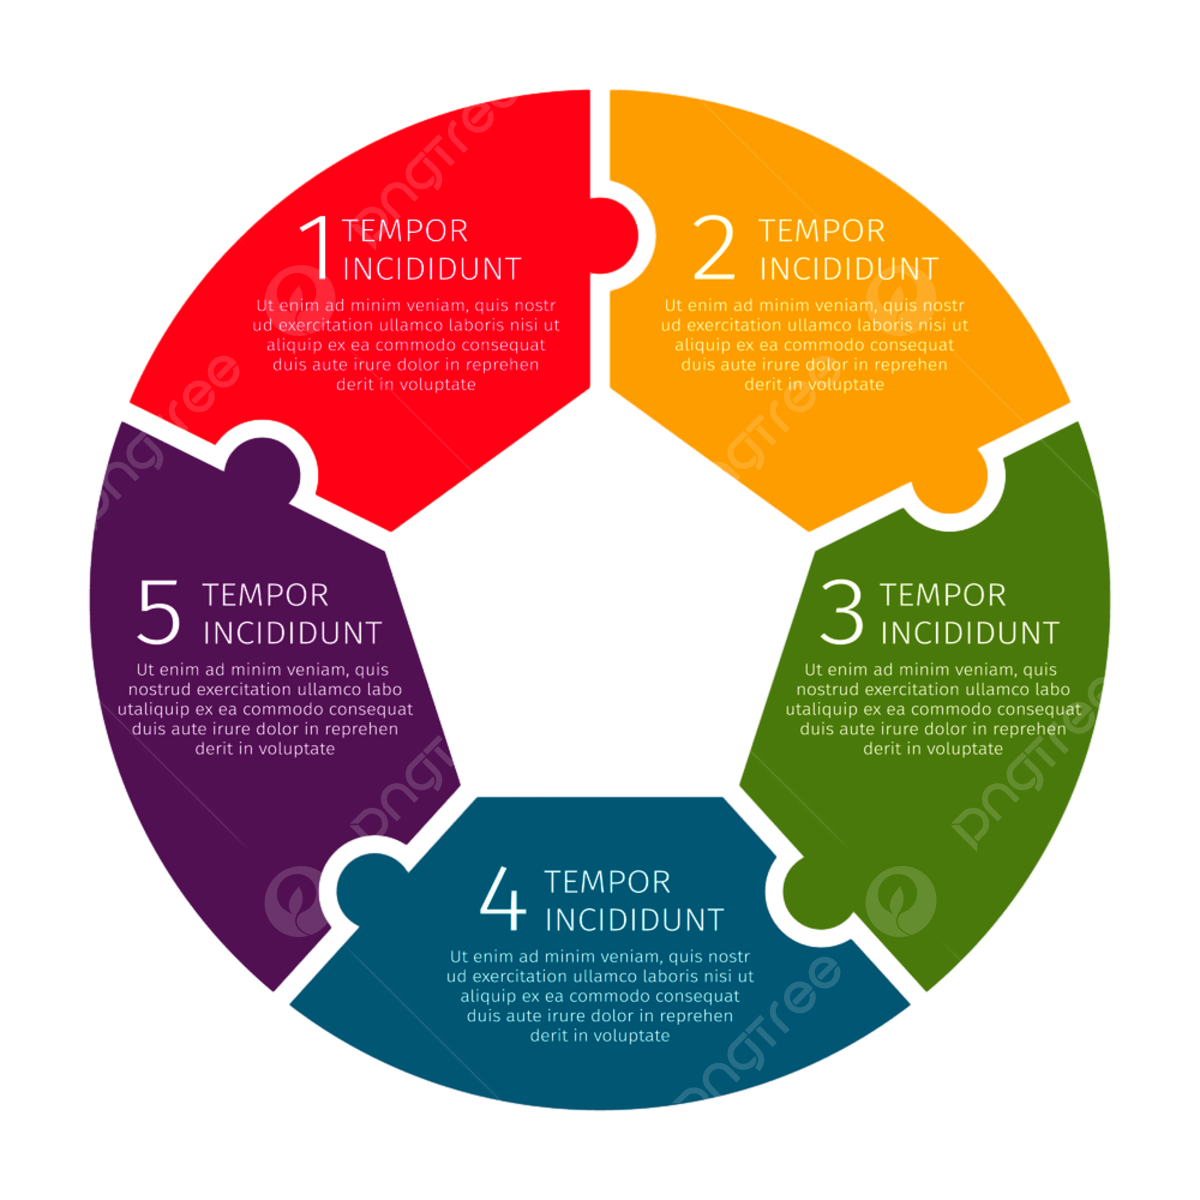 1 TEMPOR
INCIDIDUNT
Ut enim ad minim veniam, quis nostr
ud exercitation ullamco laboris nisi ut
aliquip ex ea commodo consequat
duis aute irure dolor in reprehen
derit in voluptate
2 TEMPOR
INCIDIDUNT
Ut enim ad minim veniam, quis nostr
ud exercitation ullamco laboris nisi ut
aliquip ex ea commodo consequat
duis aute irure dolor in reprehen
derit in voluptate
3 TEMPOR
INCIDIDUNT
Ut enim ad minim veniam, quis
nostrud exercitation ullamco labo
utaliquip ex ea commodo consequat
duis aute irure dolor in reprehen
derit in voluptate
4 TEMPOR
INCIDIDUNT
Ut enim ad minim veniam, quis nostr
ud exercitation ullamco laboris nisi ut
aliquip ex ea commodo consequat
duis aute irure dolor in reprehen
derit in voluptate
5 TEMPOR
INCIDIDUNT
Ut enim ad minim veniam, quis
nostrud exercitation ullamco labo
utaliquip ex ea commodo consequat
duis aute irure dolor in reprehen
derit in voluptate
pngtree
pngtree
pngtree
pngtree
pngtree
pngtree